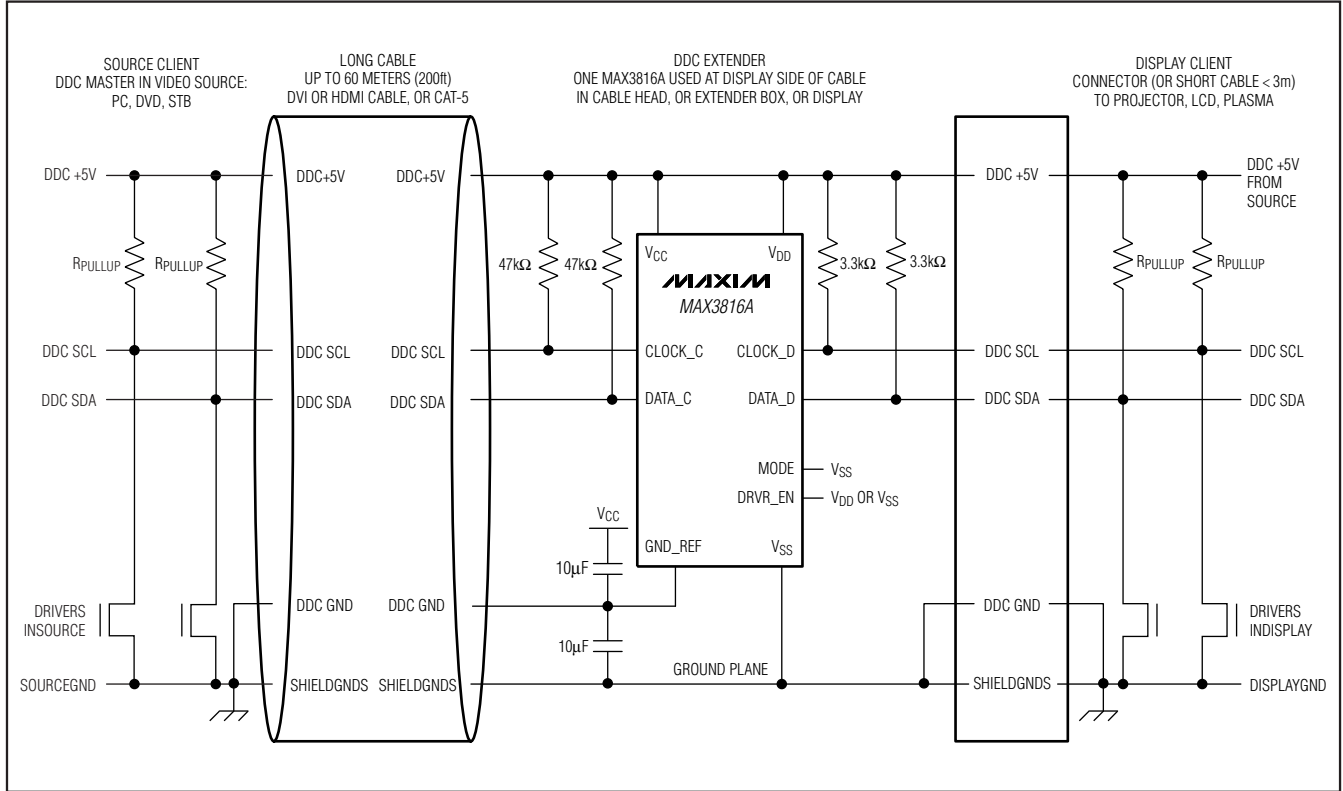 SOURCE CLIENT
DDC MASTER IN VIDEO SOURCE:
PC, DVD, STB
LONG CABLE
UP TO 60 METERS (200ft)
DVI OR HDMI CABLE, OR CAT-5
DDC EXTENDER
ONE MAX3816A USED AT DISPLAY SIDE OF CABLE
IN CABLE HEAD, OR EXTENDER BOX, OR DISPLAY
DISPLAY CLIENT
CONNECTOR (OR SHORT CABLE < 3m)
TO PROJECTOR, LCD, PLASMA
DDC +5V
DDC+5V
DDC+5V
DDC +5V
DDC +5V
FROM
SOURCE
RPULLUP
RPULLUP
47kΩ
47kΩ
VCC
VDD
MAXIM
MAX3816A
3.3kΩ
3.3kΩ
RPULLUP
RPULLUP
DDC SCL
DDC SCL
DDC SCL
CLOCK_C
CLOCK_D
DDC SCL
DDC SCL
DDC SDA
DDC SDA
DDC SDA
DATA_C
DATA_D
DDC SDA
DDC SDA
MODE
VSS
DRVR_EN
VDD OR VSS
VCC
GND_REF
VSS
10µF
DRIVERS
INSOURCE
DDC GND
DDC GND
DDC GND
DRIVERS
INDISPLAY
10µF
GROUND PLANE
SOURCEGND
SHIELDGNDS
SHIELDGNDS
SHIELDGNDS
DISPLAYGND